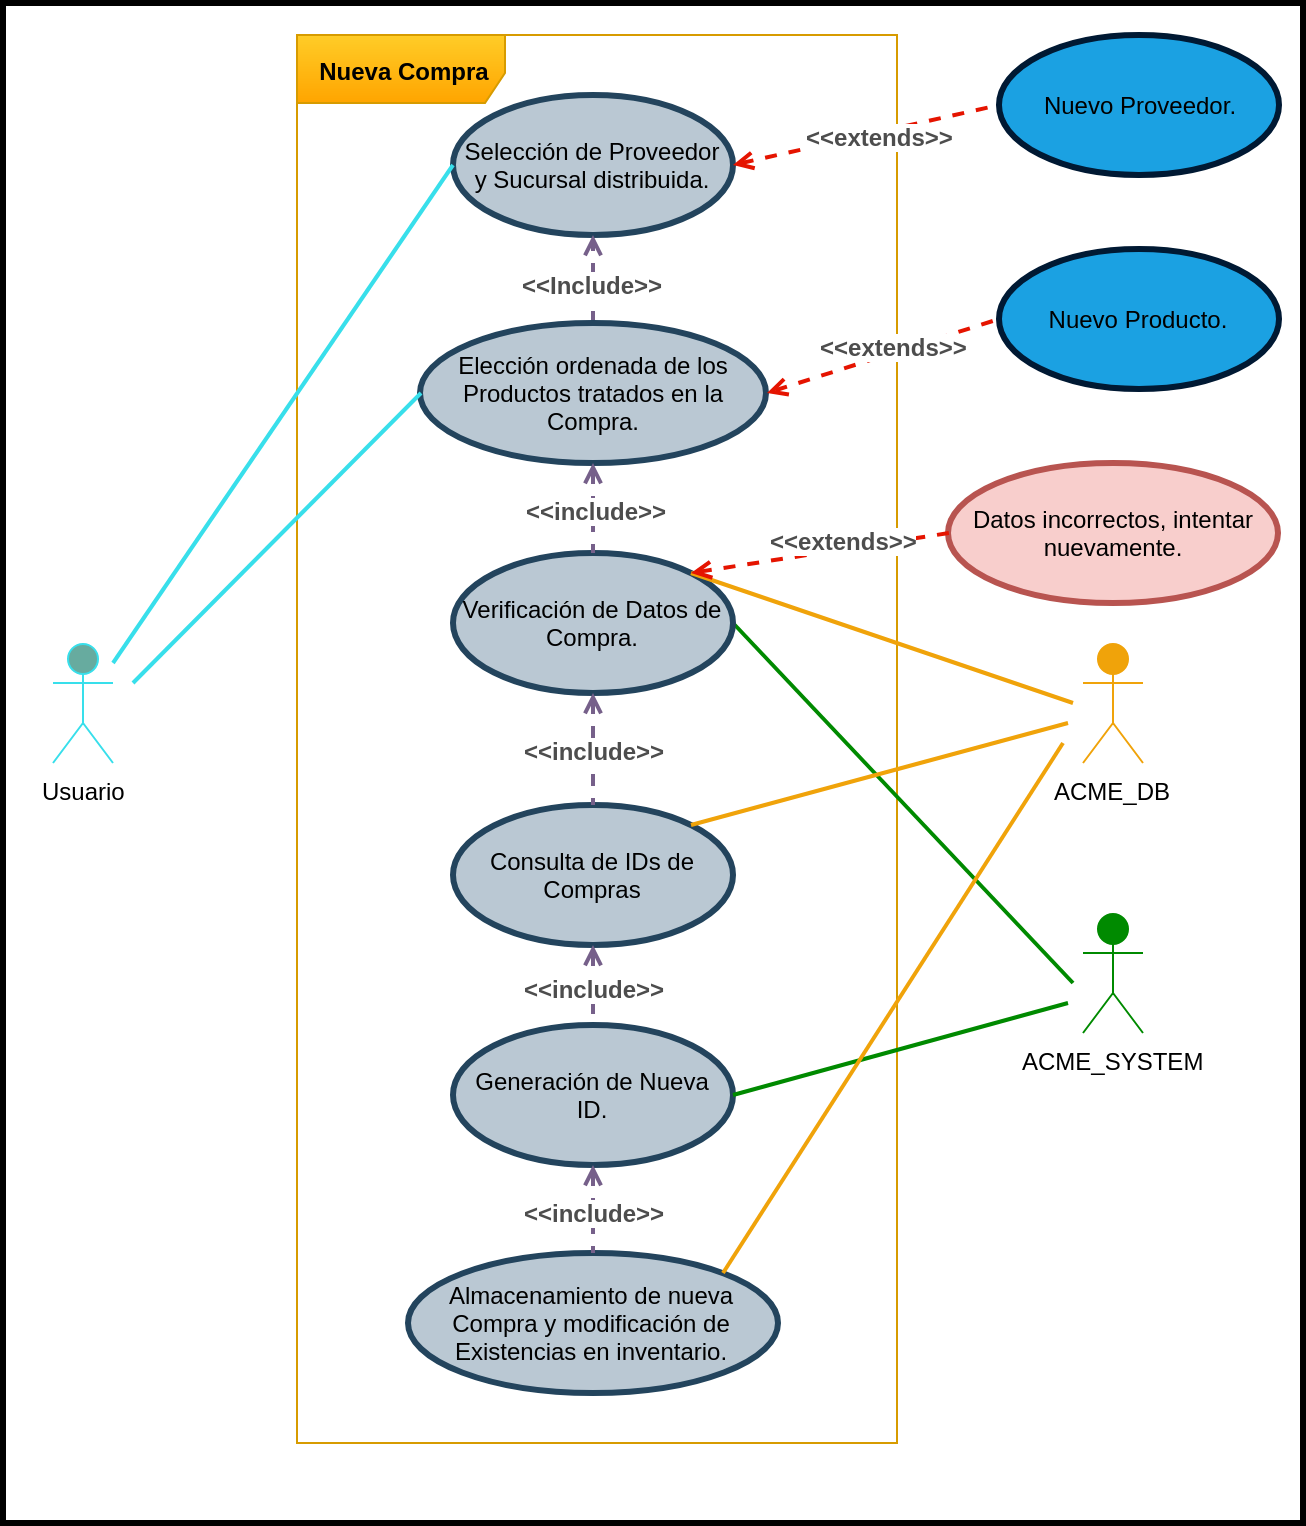 Nueva Compra
Nuevo Proveedor.
<<extends>>
Selección de Proveedor
y Sucursal distribuida.
<<Include>>
Nuevo Producto.
<<extends>>
Elección ordenada de los
Productos tratados en la
Compra.
<<include>>
Datos incorrectos, intentar
nuevamente.
<<extends>>
Verificación de Datos de
Compra.
<<include>>
Usuario
ACME_DB
Consulta de IDs de
Compras
<<include>>
ACME_SYSTEM
Generación de Nueva
ID.
<<include>>
Almacenamiento de nueva
Compra y modificación de
Existencias en inventario.